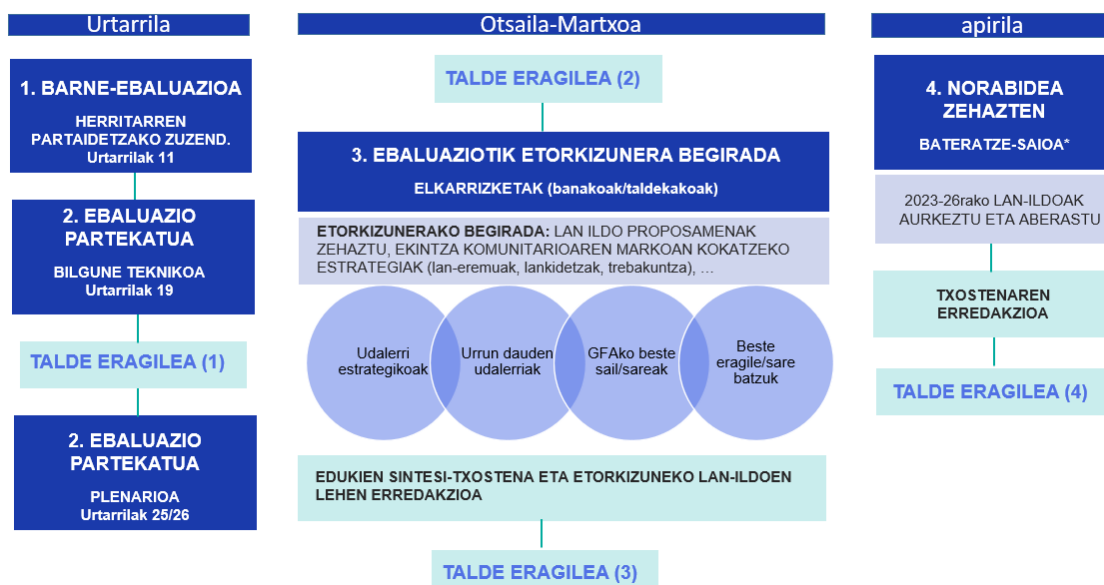 Urtarrila
1. BARNE-EBALUAZIOA
HERRITARREN
PARTAIDETZAKO ZUZEND.
Urtarrilak 11
2. EBALUAZIO
PARTEKATUA
BILGUNE TEKNIKOA
Urtarrilak 19
TALDE ERAGILEA (1)
2. EBALUAZIO
PARTEKATUA
PLENARIOA
Urtarrilak 25/26
Otsaila-Martxoa
TALDE ERAGILEA (2)
3. EBALUAZIOTIK ETORKIZUNERA BEGIRADA
ELKARRIZKETAK (banakoak/taldekakoak)
ETORKIZUNERAKO BEGIRADA: LAN ILDO PROPOSAMENAK
ZEHAZTU, EKINTZA KOMUNITARIOAREN MARKOAN KOKATZEKO
ESTRATEGIAK (lan-eremuak, lankidetzak, trebakuntza), ...
Udalerri
estrategikoak
Urrun dauden
udalerriak
GFAko beste
sail/sareak
Beste
eragile/sare
batzuk
EDUKIEN SINTESI-TXOSTENA ETA ETORKIZUNEKO LAN-ILDOEN
LEHEN ERREDAKZIOA
TALDE ERAGILEA (3)
apirila
4. NORABIDEA
ZEHAZTEN
BATERATZE-SAIOA*
2023-26rako LAN-ILDOAK
AURKEZTU ETA ABERASTU
TXOSTENAREN
ERREDAKZIOA
TALDE ERAGILEA (4)